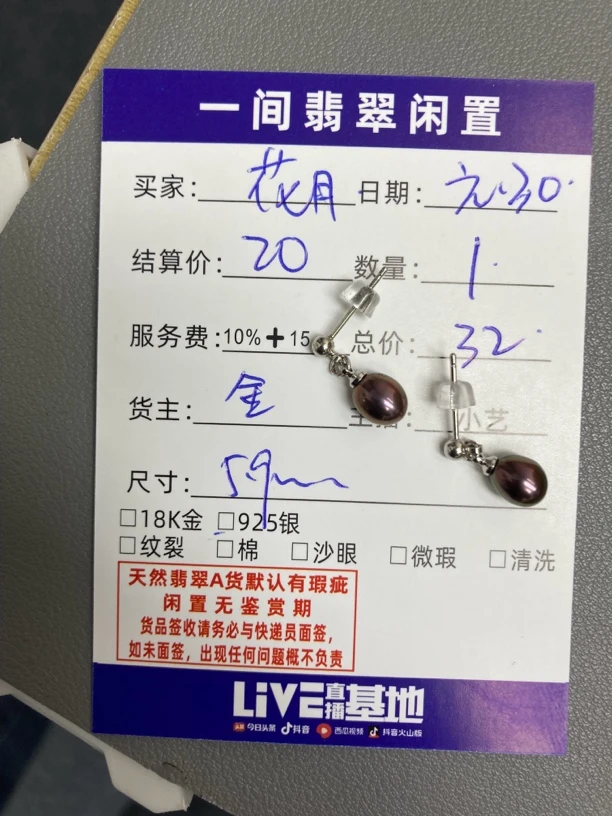 一间翡翠闲置
买家: 花月 日期: 
结算价: 20 数量: 1.
服务费: 10%+15 总价: 32
货主: 金 主播: 小艺
尺寸: 5.9mm
□18K金 □925银
□纹裂 □棉 □沙眼 □微瑕 □清洗
天然翡翠A货默认有瑕疵
闲置无鉴赏期
货品签收请务必与快递员面签,
如未面签,出现任何问题概不负责
LiVE直播基地
头条 今日头条 抖音 西瓜视频 抖音火山版